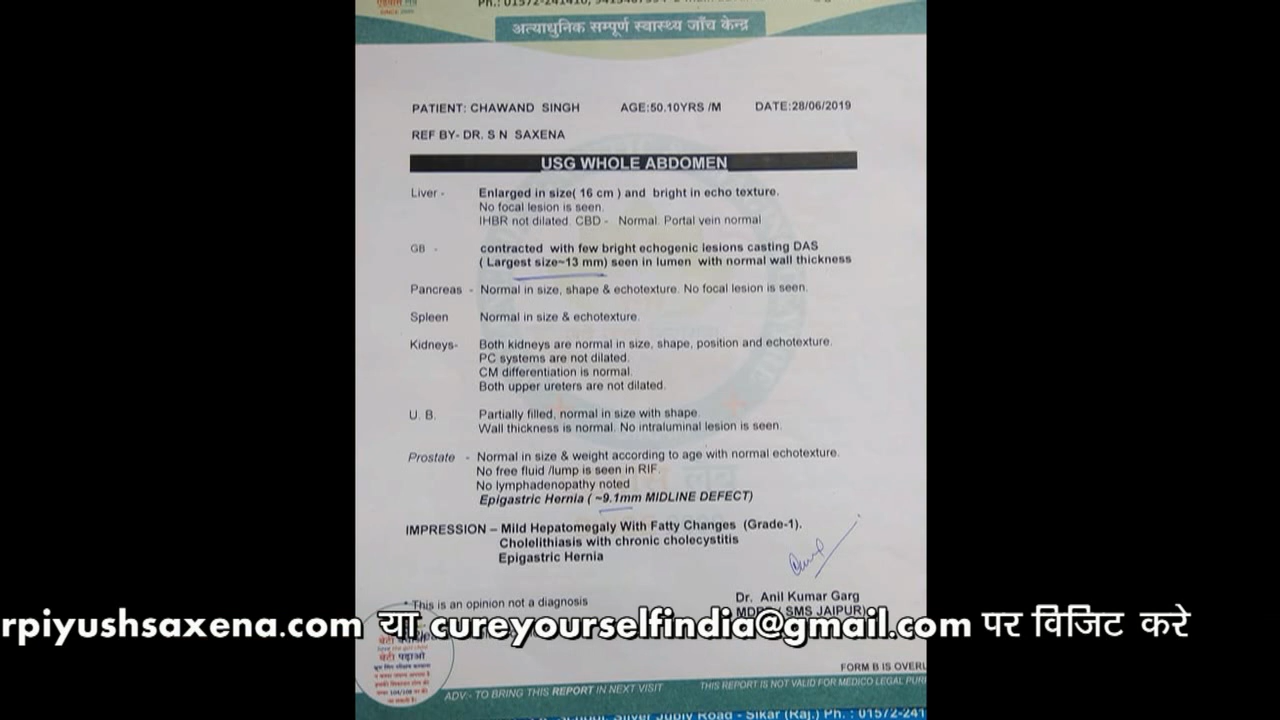 SINCE
अत्याधुनिक सम्पूर्ण स्वास्थ्य जाँच केन्द्र
PATIENT: CHAWAND SINGH AGE:50.10YRS /M DATE:28/06/2019
REF BY- DR. S N SAXENA
USG WHOLE ABDOMEN
Liver - Enlarged in size( 16 cm ) and bright in echo texture.
No focal lesion is seen.
IHBR not dilated. CBD - Normal. Portal vein normal
GB - contracted with few bright echogenic lesions casting DAS
( Largest size~13 mm) seen in lumen with normal wall thickness
Pancreas - Normal in size, shape & echotexture. No focal lesion is seen.
Spleen Normal in size & echotexture.
Kidneys- Both kidneys are normal in size, shape, position and echotexture.
PC systems are not dilated.
CM differentiation is normal.
Both upper ureters are not dilated.
U. B. Partially filled, normal in size with shape.
Wall thickness is normal. No intraluminal lesion is seen.
Prostate - Normal in size & weight according to age with normal echotexture.
No free fluid /lump is seen in RIF.
No lymphadenopathy noted
Epigastric Hernia ( ~9.1mm MIDLINE DEFECT)
IMPRESSION – Mild Hepatomegaly With Fatty Changes (Grade-1).
Cholelithiasis with chronic cholecystitis
Epigastric Hernia
* This is an opinion not a diagnosis
Dr. Anil Kumar Garg
( SMS JAIPUR)
rpiyushsaxena.com या cureyourselfindia@gmail.com पर विजिट करे
बेटी पढ़ाओ
FORM B IS OVERL
ADV.- TO BRING THIS REPORT IN NEXT VISIT THIS REPORT IS NOT VALID FOR MEDICO LEGAL PUR
Road - Sikar (Raj.) Ph. : 01572-241